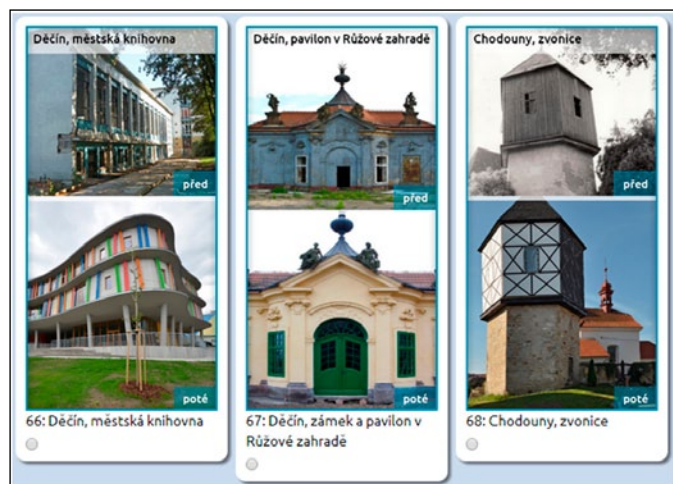 Děčín, městská knihovna
před
poté
66: Děčín, městská knihovna
Děčín, pavilon v Růžové zahradě
před
poté
67: Děčín, zámek a pavilon v
Růžové zahradě
Chodouny, zvonice
před
poté
68: Chodouny, zvonice